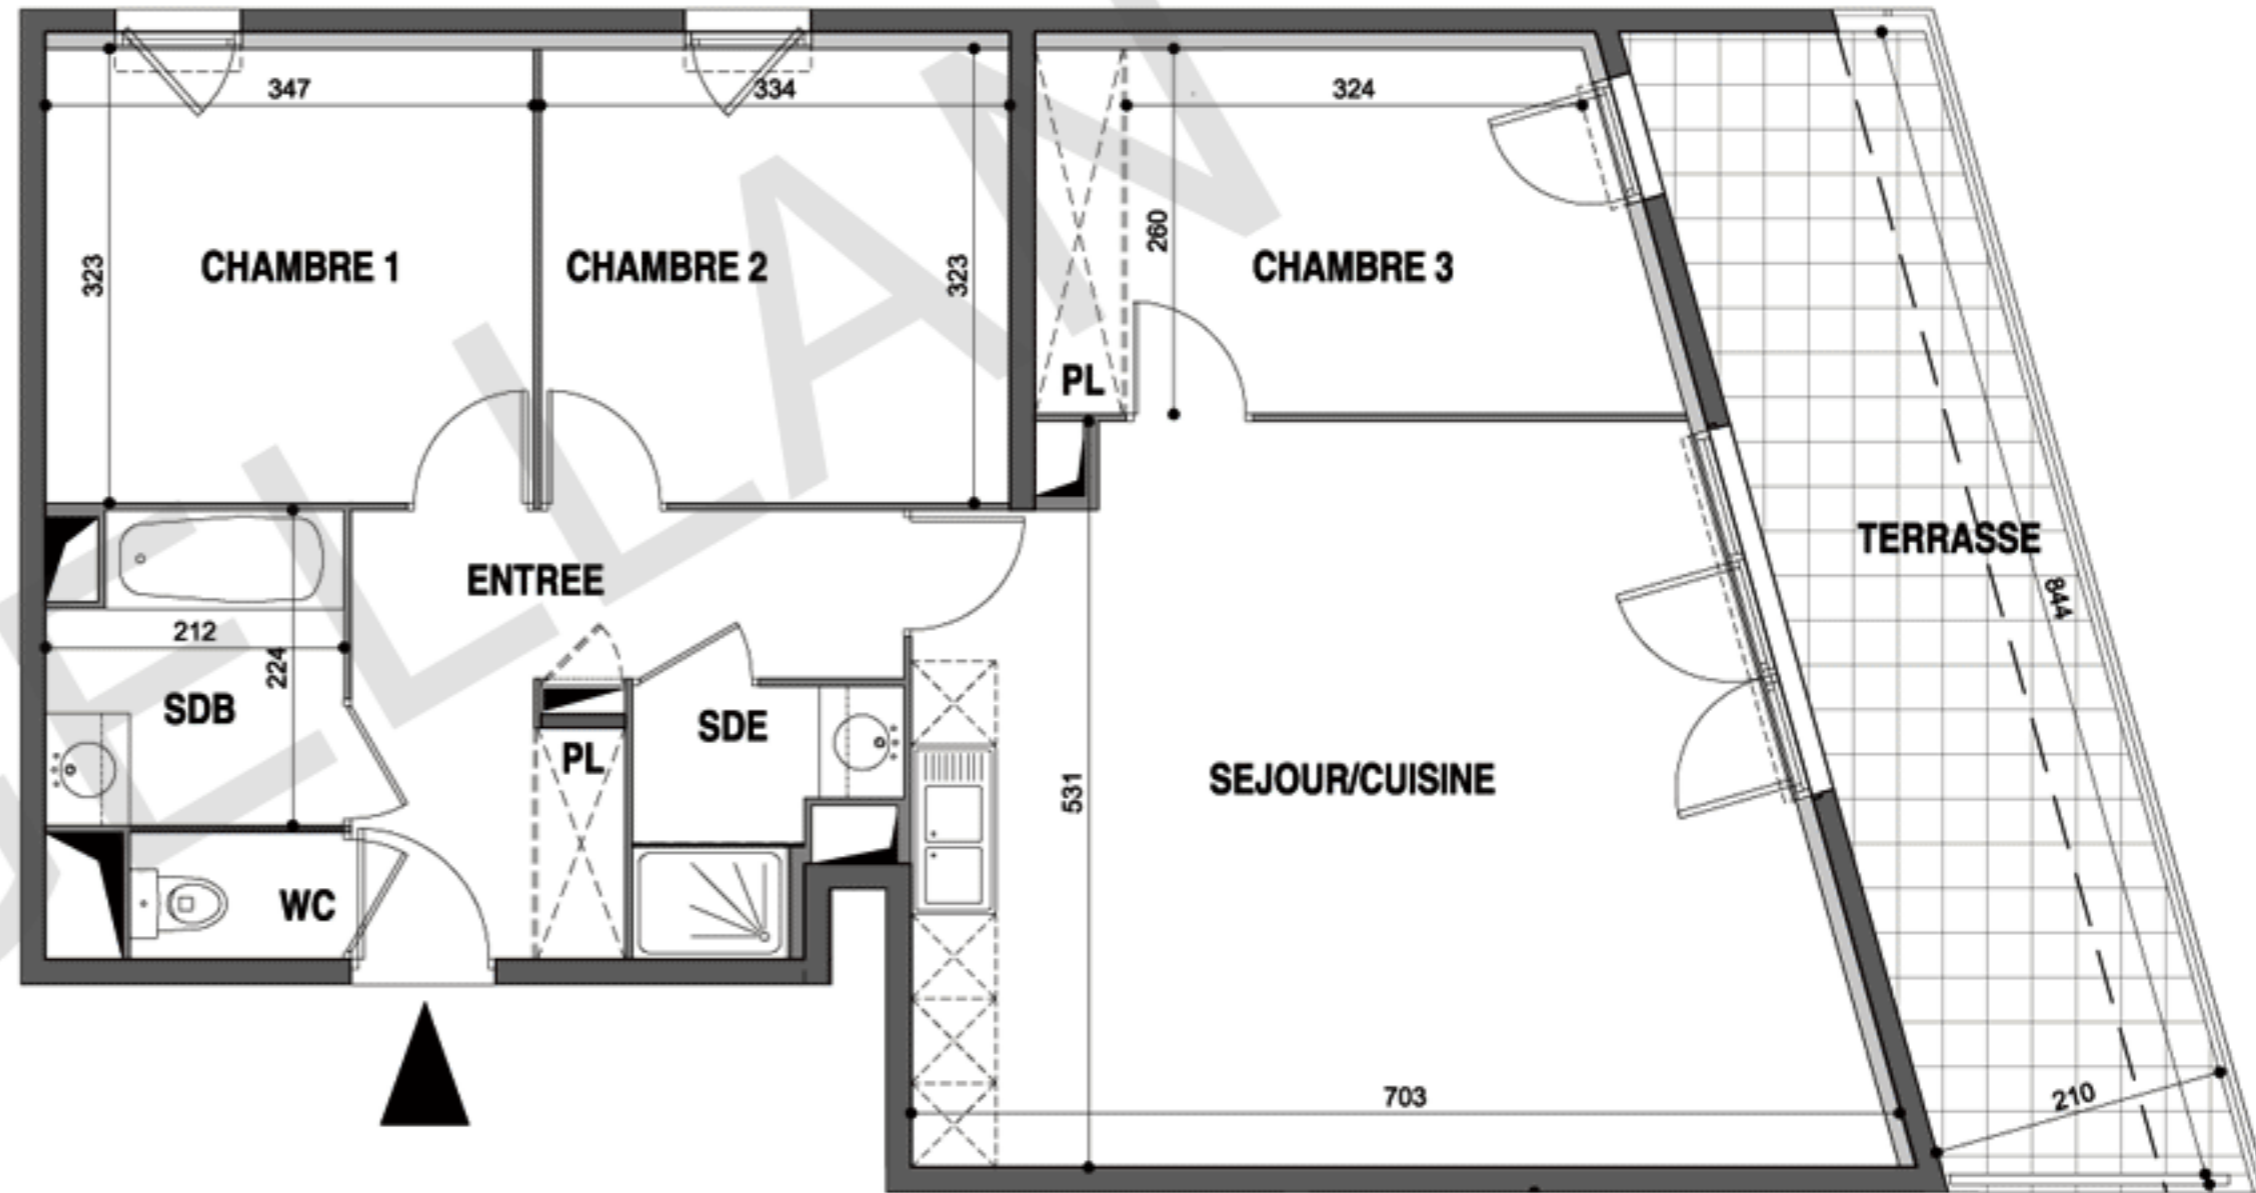 347
334
324
323
CHAMBRE 1
CHAMBRE 2
323
260
CHAMBRE 3
PL
TERRASSE
844
ENTREE
212
224
SDB
SDE
PL
SEJOUR/CUISINE
531
WC
703
210
ELLAN